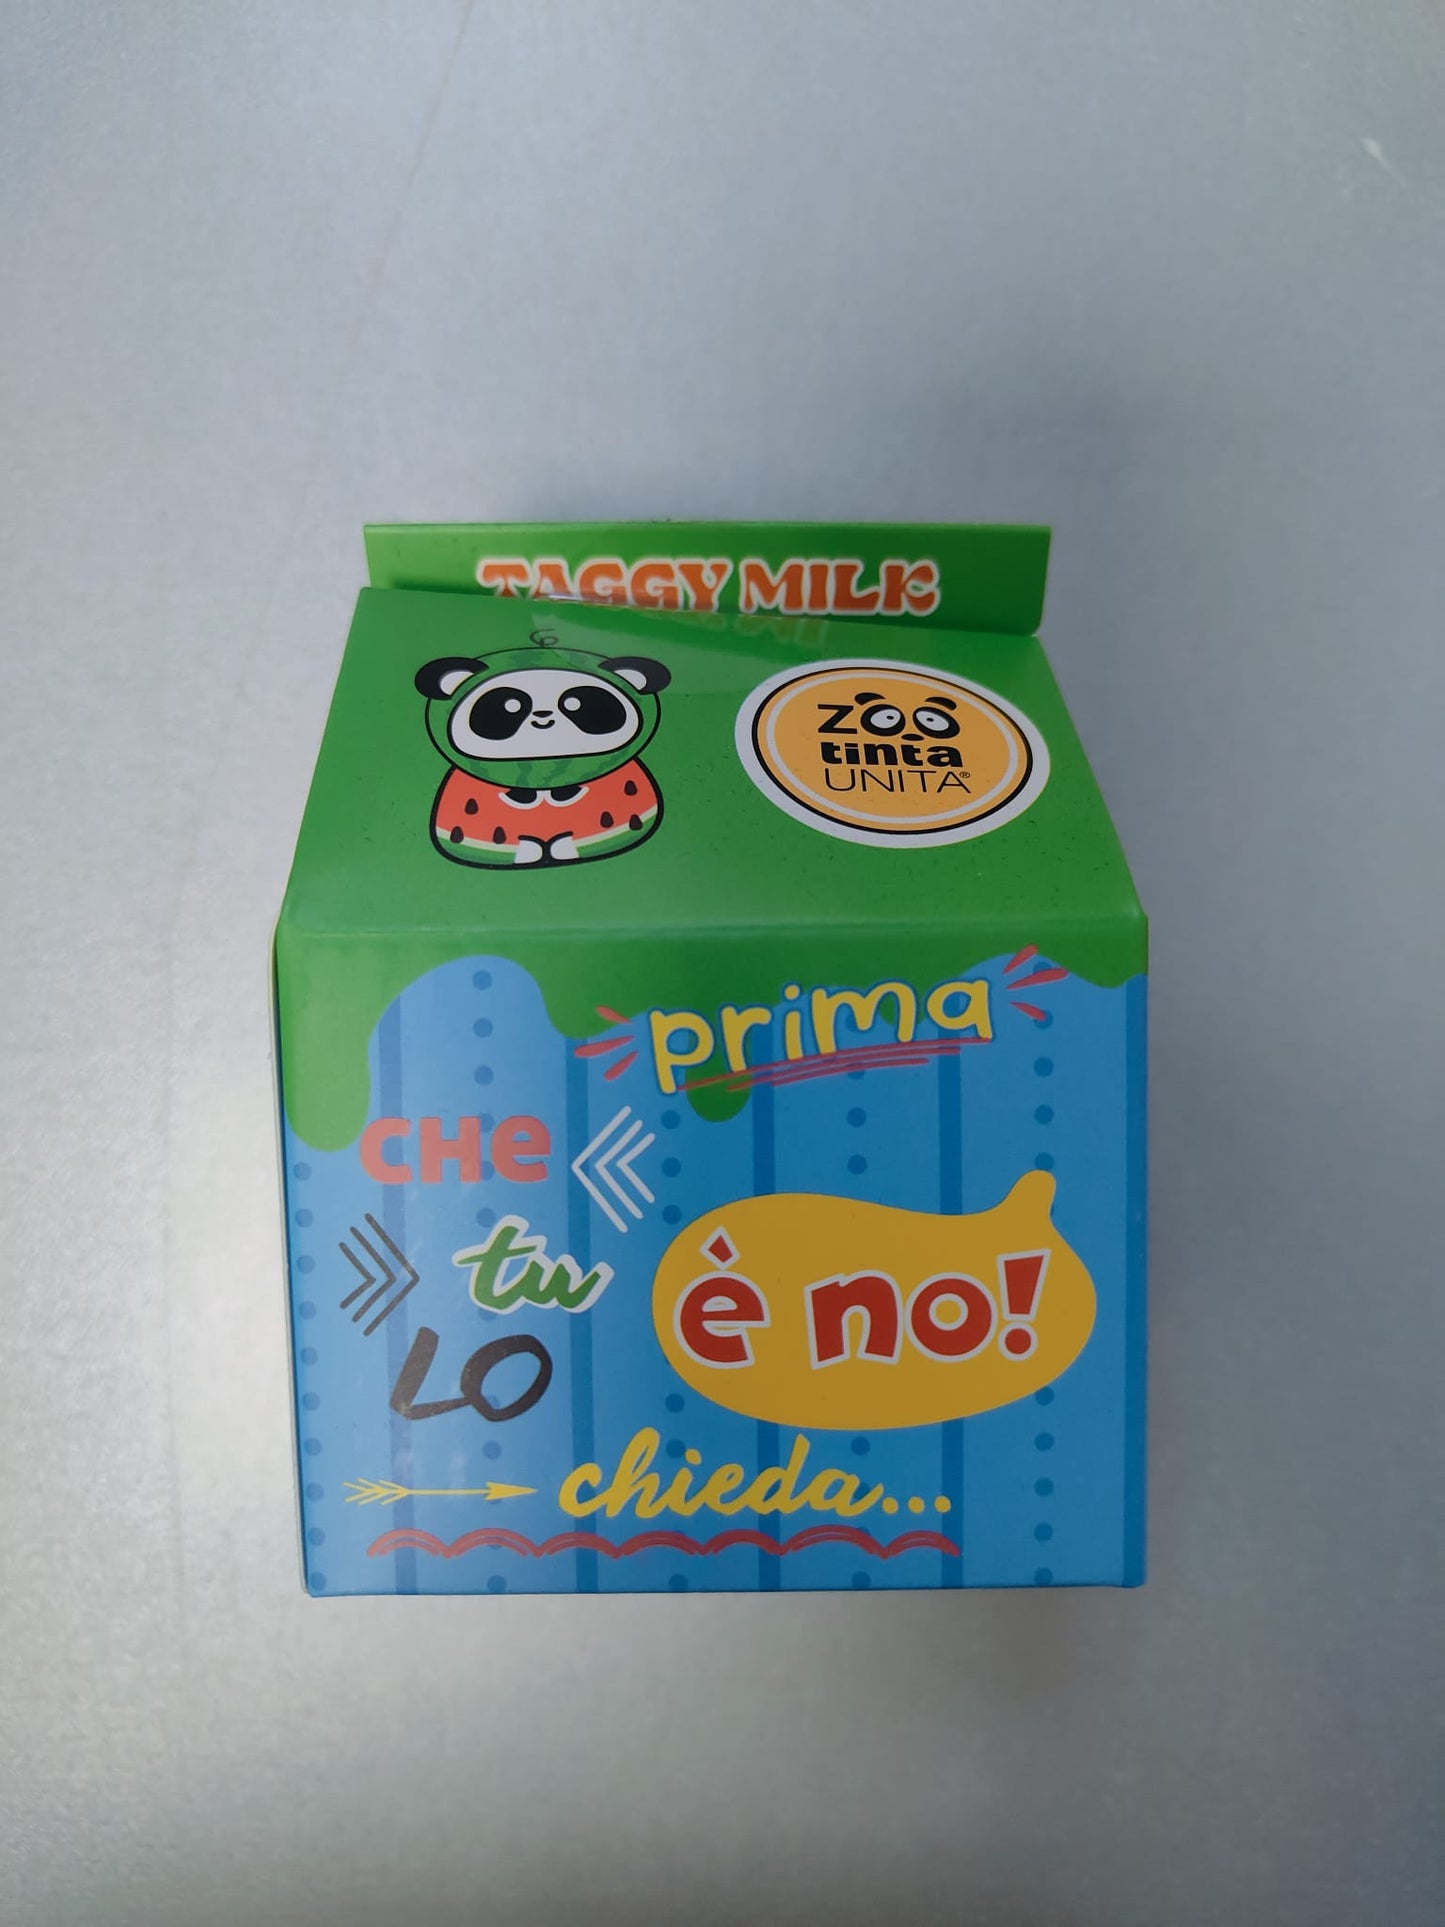 TAGGY MILK
zoo
tinta
UNITA®
prima
CHe
tu
LO
è no!
chieda...